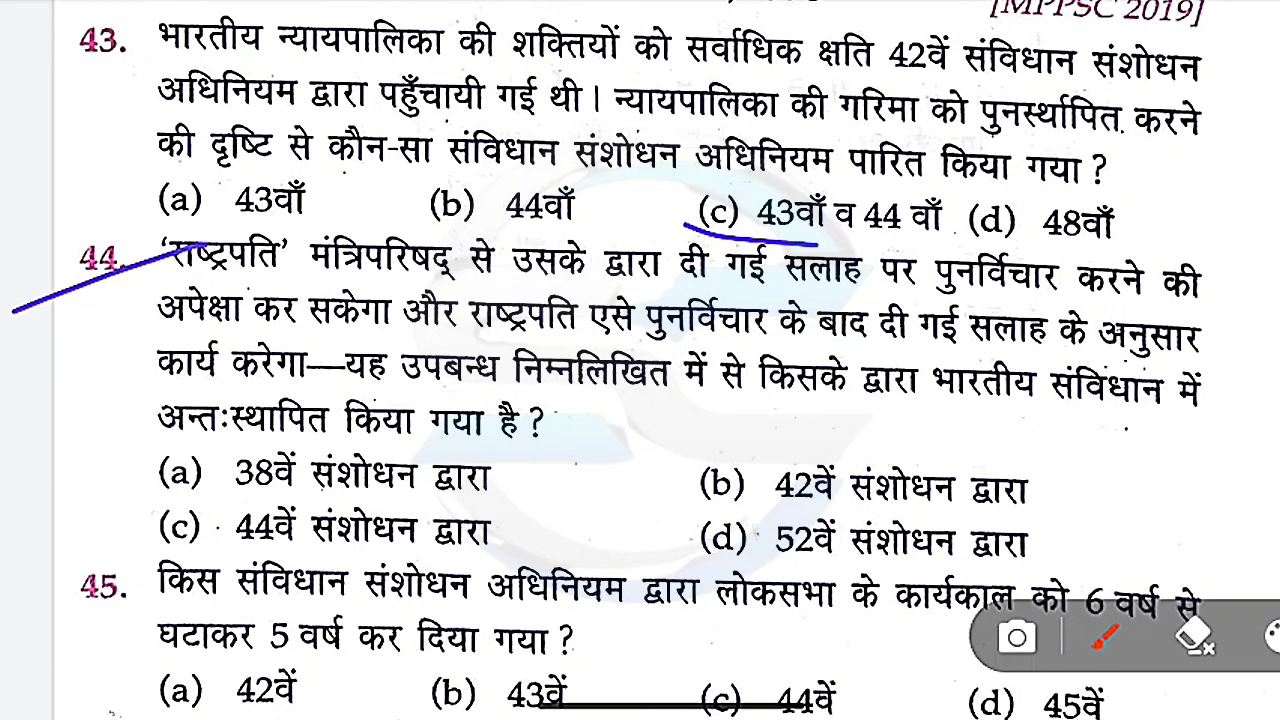 [MPPSC 2019]
43. भारतीय न्यायपालिका की शक्तियों को सर्वाधिक क्षति 42वें संविधान संशोधन
अधिनियम द्वारा पहुँचायी गई थी। न्यायपालिका की गरिमा को पुनर्स्थापित करने
की दृष्टि से कौन-सा संविधान संशोधन अधिनियम पारित किया गया ?
(a) 43वाँ (b) 44वाँ (c) 43वाँ व 44 वाँ (d) 48वाँ
44. ‘राष्ट्रपति’ मंत्रिपरिषद् से उसके द्वारा दी गई सलाह पर पुनर्विचार करने की
अपेक्षा कर सकेगा और राष्ट्रपति एसे पुनर्विचार के बाद दी गई सलाह के अनुसार
कार्य करेगा—यह उपबन्ध निम्नलिखित में से किसके द्वारा भारतीय संविधान में
अन्तःस्थापित किया गया है ?
(a) 38वें संशोधन द्वारा (b) 42वें संशोधन द्वारा
(c) 44वें संशोधन द्वारा (d) 52वें संशोधन द्वारा
45. किस संविधान संशोधन अधिनियम द्वारा लोकसभा के कार्यकाल को 6 वर्ष से
घटाकर 5 वर्ष कर दिया गया ?
(a) 42वें (b) 43वें (c) 44वें (d) 45वें